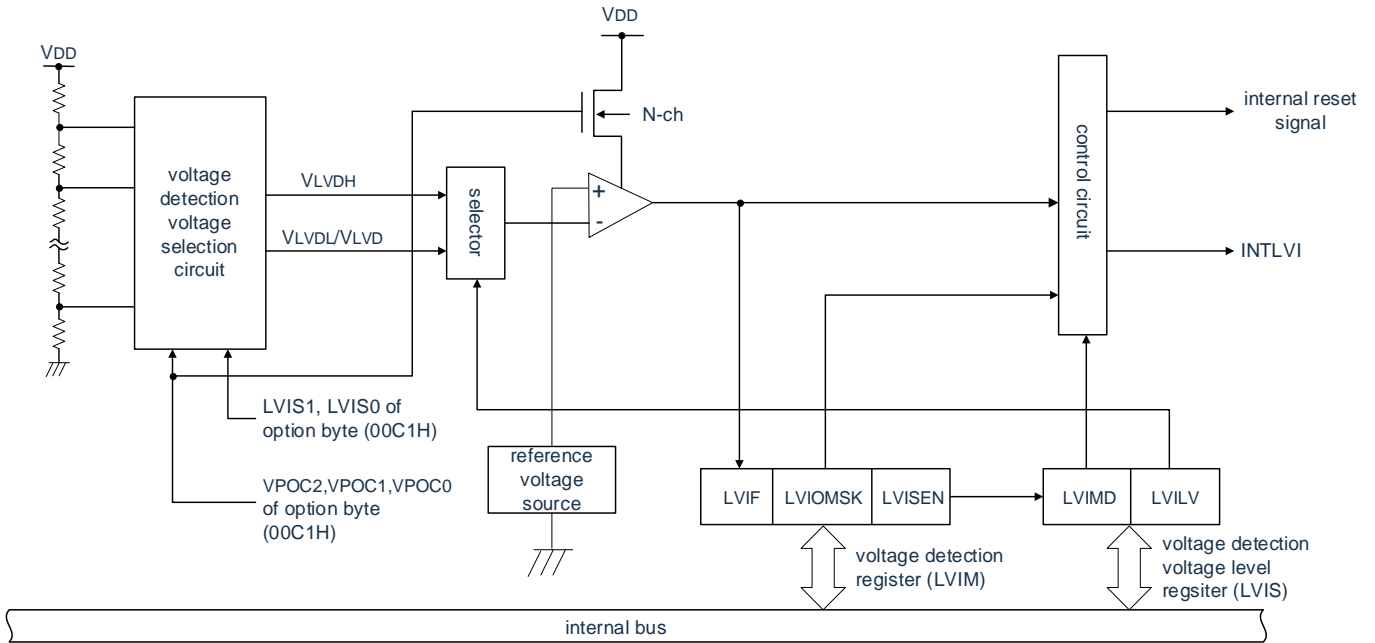 VDD
VDD
N-ch
voltage
detection
voltage
selection
circuit
VLVDH
VLVDL/VLVD
selector
+
-
control circuit
internal reset
signal
INTLVI
LVIS1, LVIS0 of
option byte (00C1H)
VPOC2,VPOC1,VPOC0
of option byte
(00C1H)
reference
voltage
source
LVIF
LVIOMSK
LVISEN
LVIMD
LVILV
voltage detection
register (LVIM)
voltage detection
voltage level
regsiter (LVIS)
internal bus